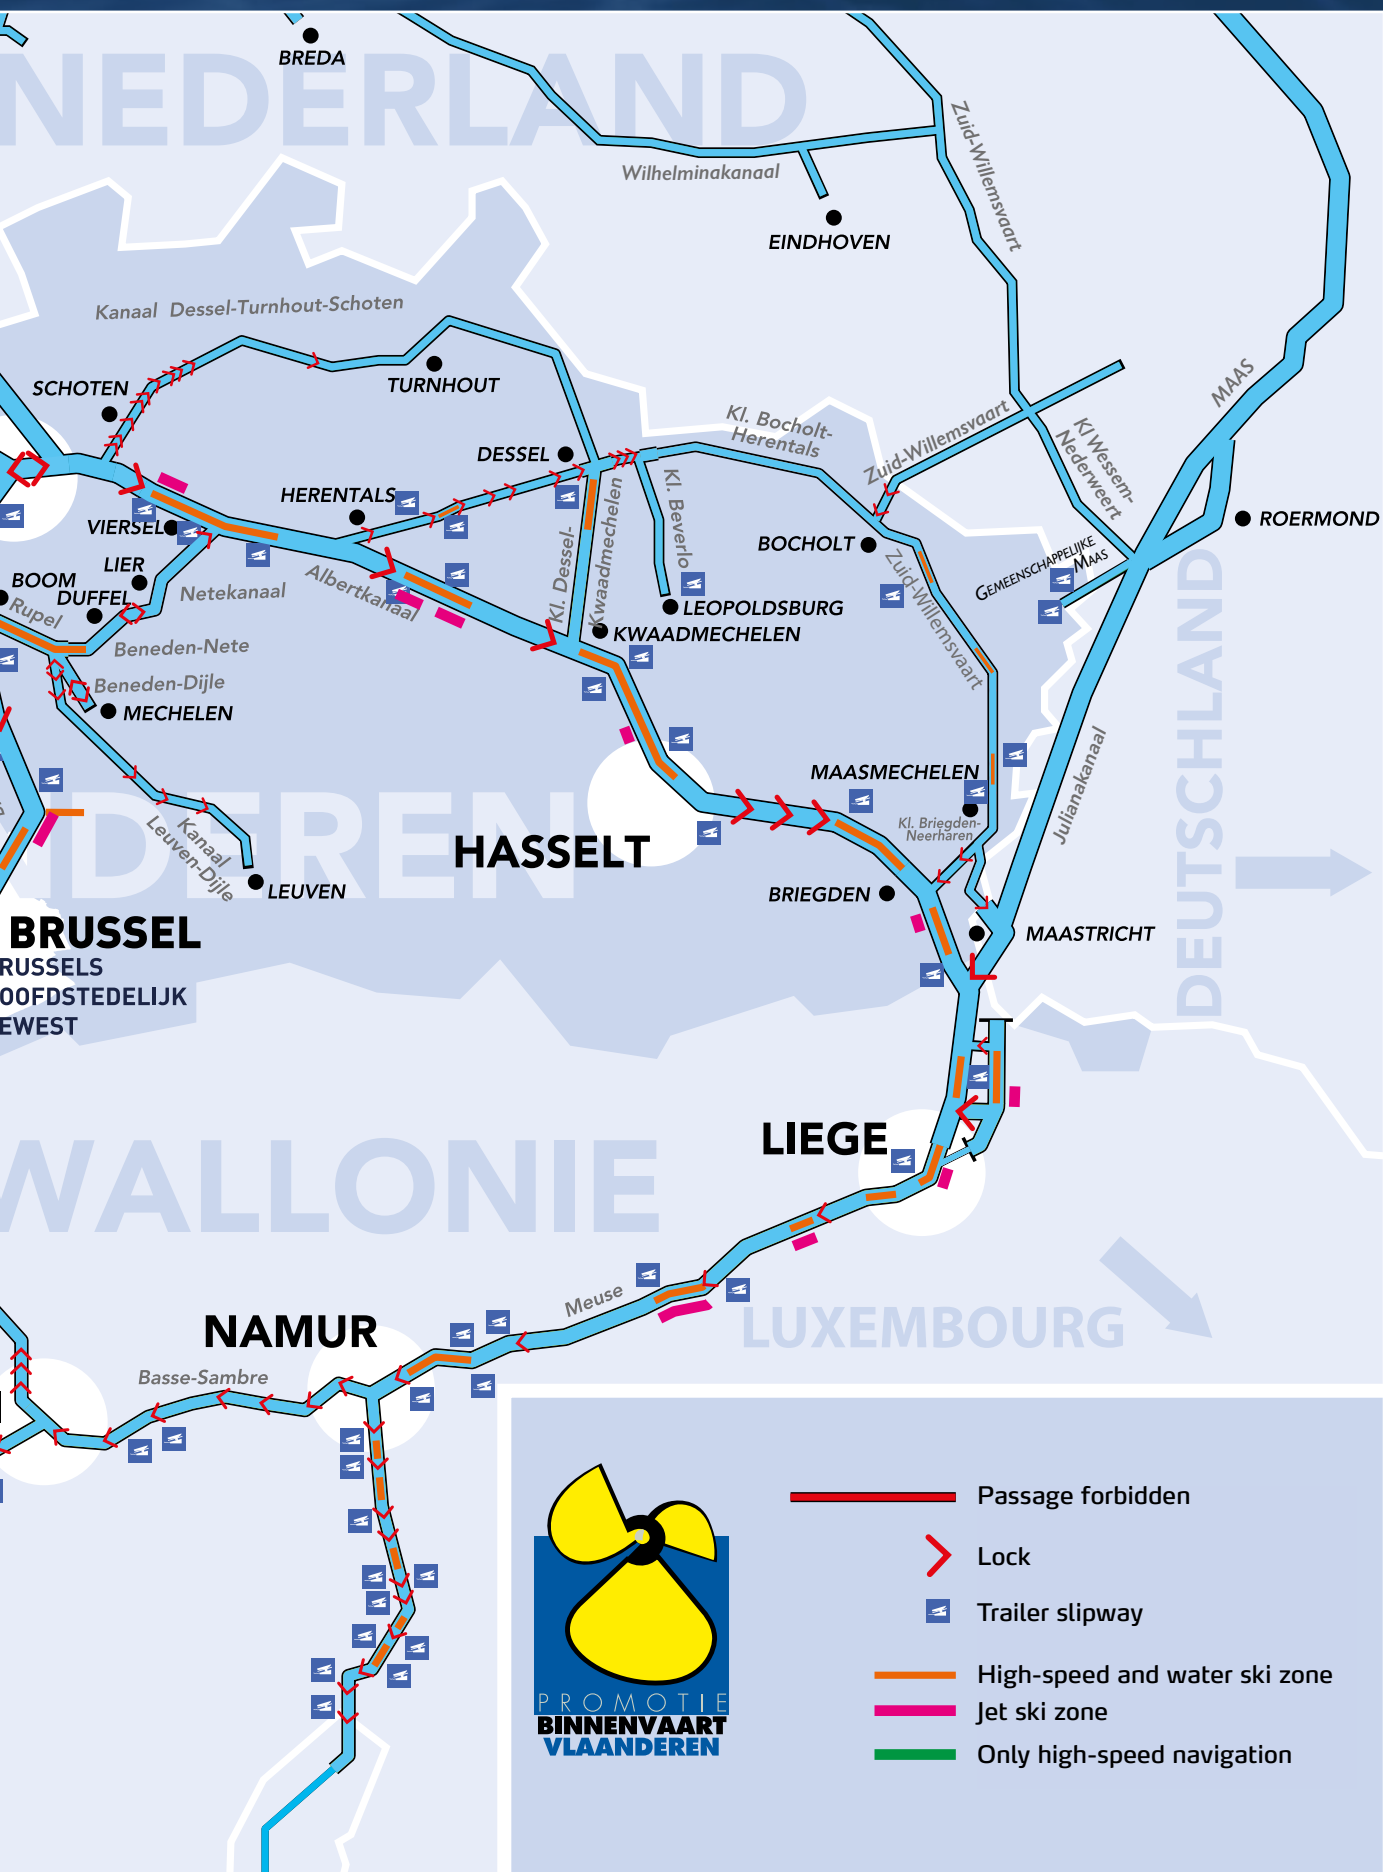 BREDA
NEDERLAND
Wilhelminakanaal
Zuid-Willemsvaart
EINDHOVEN
Kanaal Dessel-Turnhout-Schoten
SCHOTEN
TURNHOUT
MAAS
Kl. Bocholt-
Herentals
Zuid-Willemsvaart
Kl Wessem-
Nederweert
DESSEL
HERENTALS
Kl. Beverlo
VIERSEL
ROERMOND
BOCHOLT
GEMEENSCHAPPELIJKE
MAAS
LIER
BOOM
DUFFEL
Rupel
Netekanaal
Albertkanaal
Kl. Dessel-
Kwaadmechelen
Zuid-Willemsvaart
LEOPOLDSBURG
KWAADMECHELEN
Beneden-Nete
Beneden-Dijle
MECHELEN
DEUTSCHLAND
Julianakanaal
MAASMECHELEN
Kl. Briegden-
Neerharen
NDEREN
Kanaal
Leuven-Dijle
HASSELT
LEUVEN
BRIEGDEN
BRUSSEL
RUSSELS
OOFDSTEDELIJK
EWEST
MAASTRICHT
LIEGE
WALLONIE
Meuse
LUXEMBOURG
NAMUR
Basse-Sambre
Passage forbidden
Lock
Trailer slipway
High-speed and water ski zone
Jet ski zone
Only high-speed navigation
PROMOTIE
BINNENVAART
VLAANDEREN